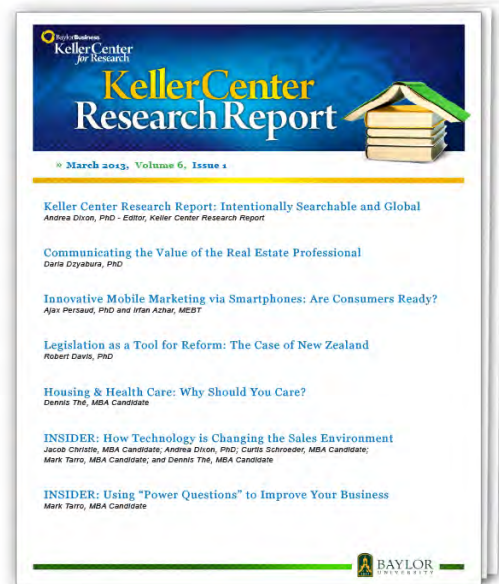 BaylorBusiness
Keller Center
for Research
Keller Center
Research Report
» March 2013, Volume 6, Issue 1
Keller Center Research Report: Intentionally Searchable and Global
Andrea Dixon, PhD - Editor, Keller Center Research Report
Communicating the Value of the Real Estate Professional
Daria Dzyabura, PhD
Innovative Mobile Marketing via Smartphones: Are Consumers Ready?
Ajax Persaud, PhD and Irfan Azhar, MEBT
Legislation as a Tool for Reform: The Case of New Zealand
Robert Davis, PhD
Housing & Health Care: Why Should You Care?
Dennis Thé, MBA Candidate
INSIDER: How Technology is Changing the Sales Environment
Jacob Christie, MBA Candidate; Andrea Dixon, PhD; Curtis Schroeder, MBA Candidate;
Mark Tarro, MBA Candidate; and Dennis Thé, MBA Candidate
INSIDER: Using “Power Questions” to Improve Your Business
Mark Tarro, MBA Candidate
BAYLOR
UNIVERSITY